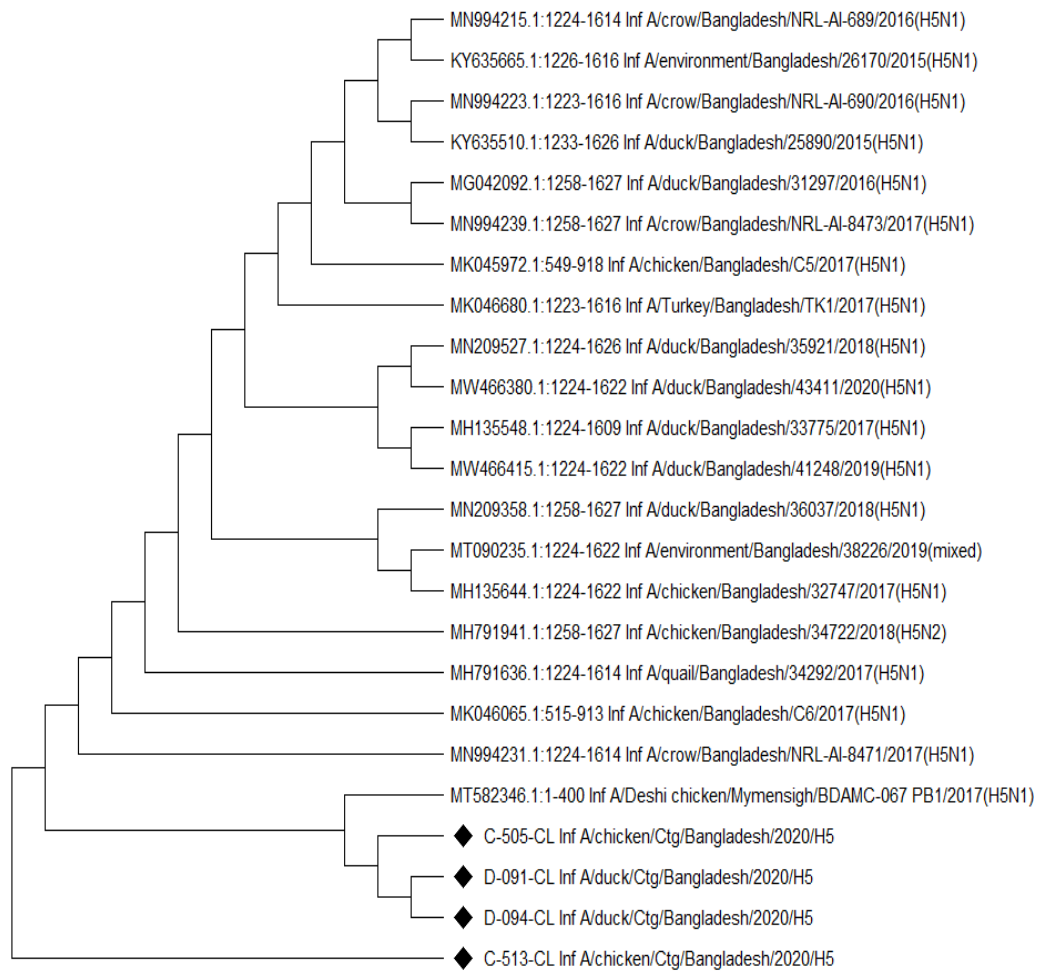 MN994215.1:1224-1614 Inf A/crow/Bangladesh/NRL-AI-689/2016(H5N1)
KY635665.1:1226-1616 Inf A/environment/Bangladesh/26170/2015(H5N1)
MN994223.1:1223-1616 Inf A/crow/Bangladesh/NRL-AI-690/2016(H5N1)
KY635510.1:1233-1626 Inf A/duck/Bangladesh/25890/2015(H5N1)
MG042092.1:1258-1627 Inf A/duck/Bangladesh/31297/2016(H5N1)
MN994239.1:1258-1627 Inf A/crow/Bangladesh/NRL-AI-8473/2017(H5N1)
MK045972.1:549-918 Inf A/chicken/Bangladesh/C5/2017(H5N1)
MK046680.1:1223-1616 Inf A/Turkey/Bangladesh/TK1/2017(H5N1)
MN209527.1:1224-1626 Inf A/duck/Bangladesh/35921/2018(H5N1)
MW466380.1:1224-1622 Inf A/duck/Bangladesh/43411/2020(H5N1)
MH135548.1:1224-1609 Inf A/duck/Bangladesh/33775/2017(H5N1)
MW466415.1:1224-1622 Inf A/duck/Bangladesh/41248/2019(H5N1)
MN209358.1:1258-1627 Inf A/duck/Bangladesh/36037/2018(H5N1)
MT090235.1:1224-1622 Inf A/environment/Bangladesh/38226/2019(mixed)
MH135644.1:1224-1622 Inf A/chicken/Bangladesh/32747/2017(H5N1)
MH791941.1:1258-1627 Inf A/chicken/Bangladesh/34722/2018(H5N2)
MH791636.1:1224-1614 Inf A/quail/Bangladesh/34292/2017(H5N1)
MK046065.1:515-913 Inf A/chicken/Bangladesh/C6/2017(H5N1)
MN994231.1:1224-1614 Inf A/crow/Bangladesh/NRL-AI-8471/2017(H5N1)
MT582346.1:1-400 Inf A/Deshi chicken/Mymensigh/BDAMC-067 PB1/2017(H5N1)
C-505-CL Inf A/chicken/Ctg/Bangladesh/2020/H5
D-091-CL Inf A/duck/Ctg/Bangladesh/2020/H5
D-094-CL Inf A/duck/Ctg/Bangladesh/2020/H5
C-513-CL Inf A/chicken/Ctg/Bangladesh/2020/H5